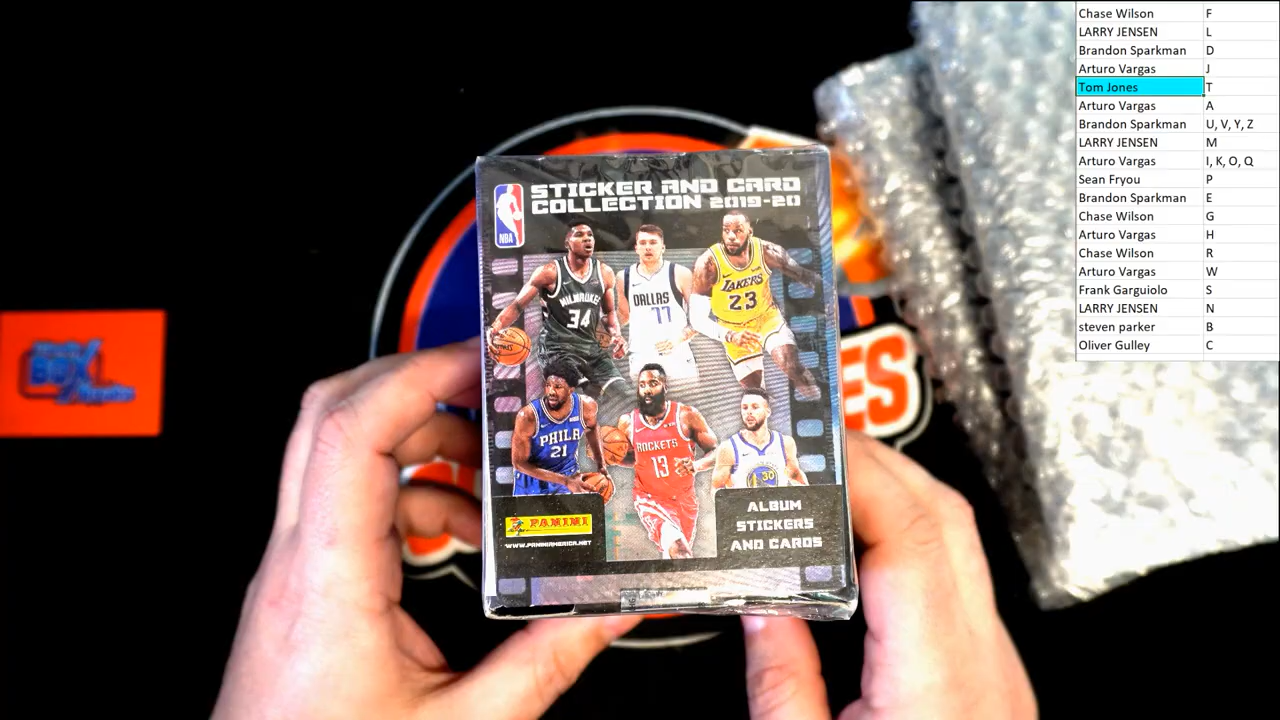 Chase Wilson F
LARRY JENSEN L
Brandon Sparkman D
Arturo Vargas J
Tom Jones T
Arturo Vargas A
Brandon Sparkman U, V, Y, Z
LARRY JENSEN M
Arturo Vargas I, K, O, Q
Sean Fryou P
Brandon Sparkman E
Chase Wilson G
Arturo Vargas H
Chase Wilson R
Arturo Vargas W
Frank Garguiolo S
LARRY JENSEN N
steven parker B
Oliver Gulley C
STICKER AND CARD
COLLECTION 2019-20
NBA
MILWAUKEE
34
DALLAS
77
LAKERS
23
PHILA
21
ROCKETS
13
30
PANINI
WWW.PANINIAMERICA.NET
ALBUM
STICKERS
AND CARDS
BOX
ES